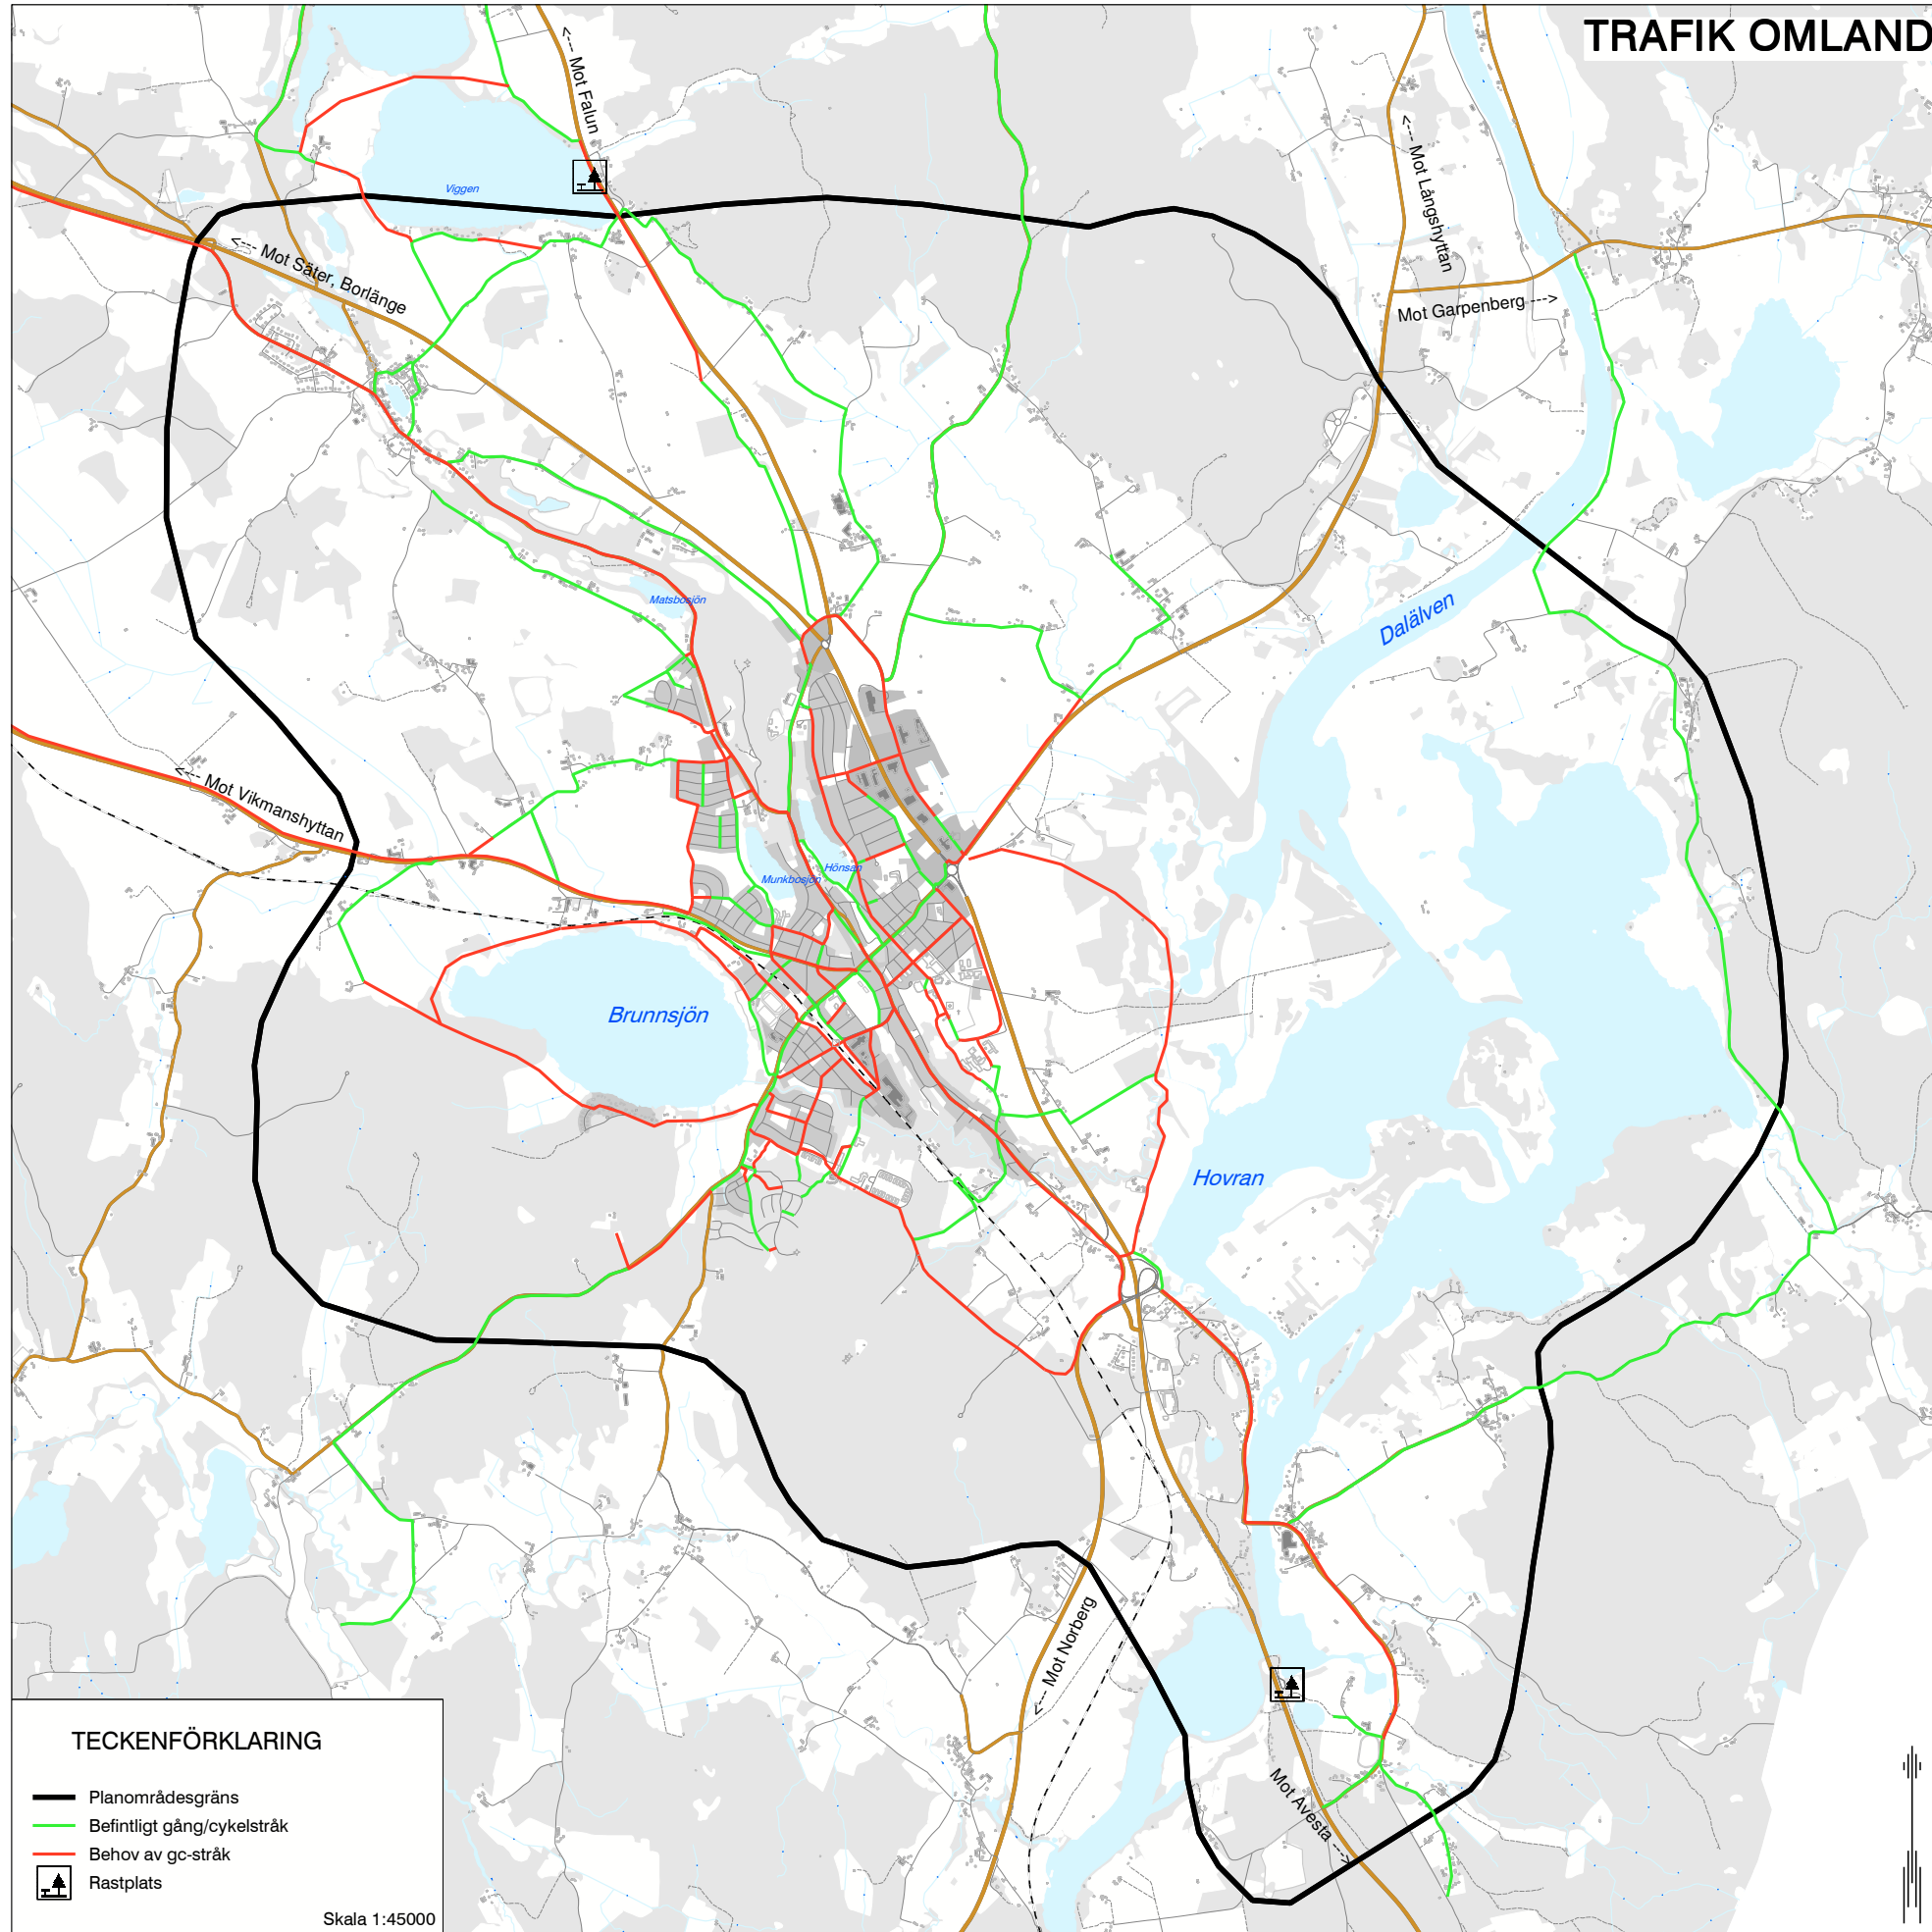 TRAFIK OMLAND
<---- Mot Falun
<---- Mot Långshyttan
Viggen
<---- Mot Säter, Borlänge
Mot Garpenberg --->
Matsbosjön
Dalälven
<--- Mot Vikmanshyttan
Hönsan
Munkbosjön
Brunnsjön
Hovran
<--- Mot Norberg
Mot Avesta --->
TECKENFÖRKLARING
Planområdesgräns
Befintligt gång/cykelstråk
Behov av gc-stråk
Rastplats
Skala 1:45000